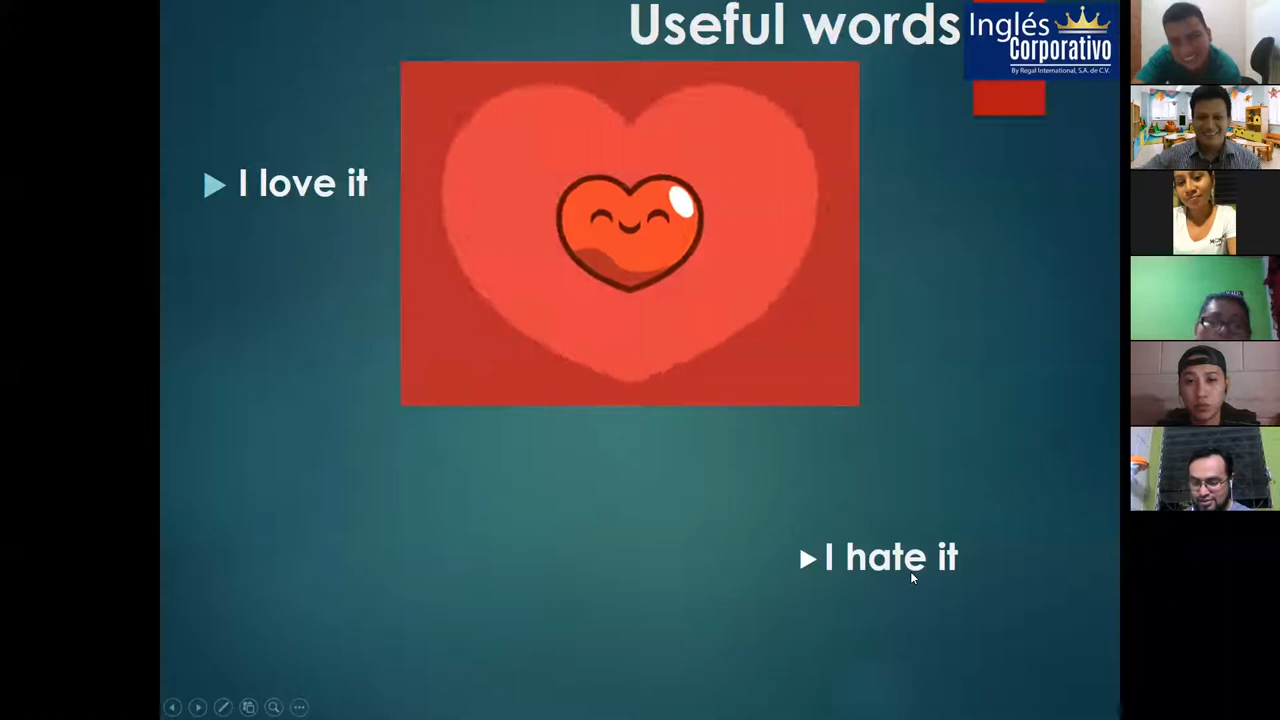 Useful words
Inglés
Corporativo
By Regal International, S.A. de C.V.
I love it
I hate it